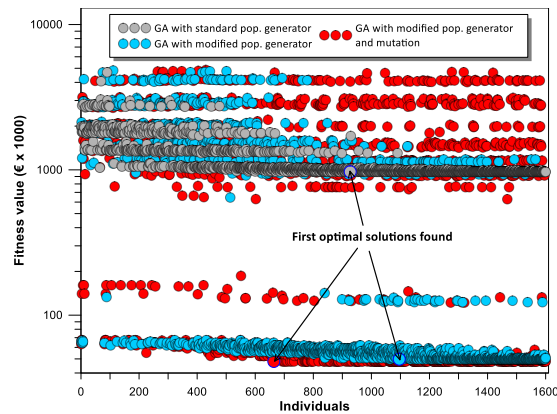 GA with standard pop. generator
GA with modified pop. generator
GA with modified pop. generator
and mutation
10000
1000
100
Fitness value (€ x 1000)
First optimal solutions found
0 200 400 600 800 1000 1200 1400 1600
Individuals